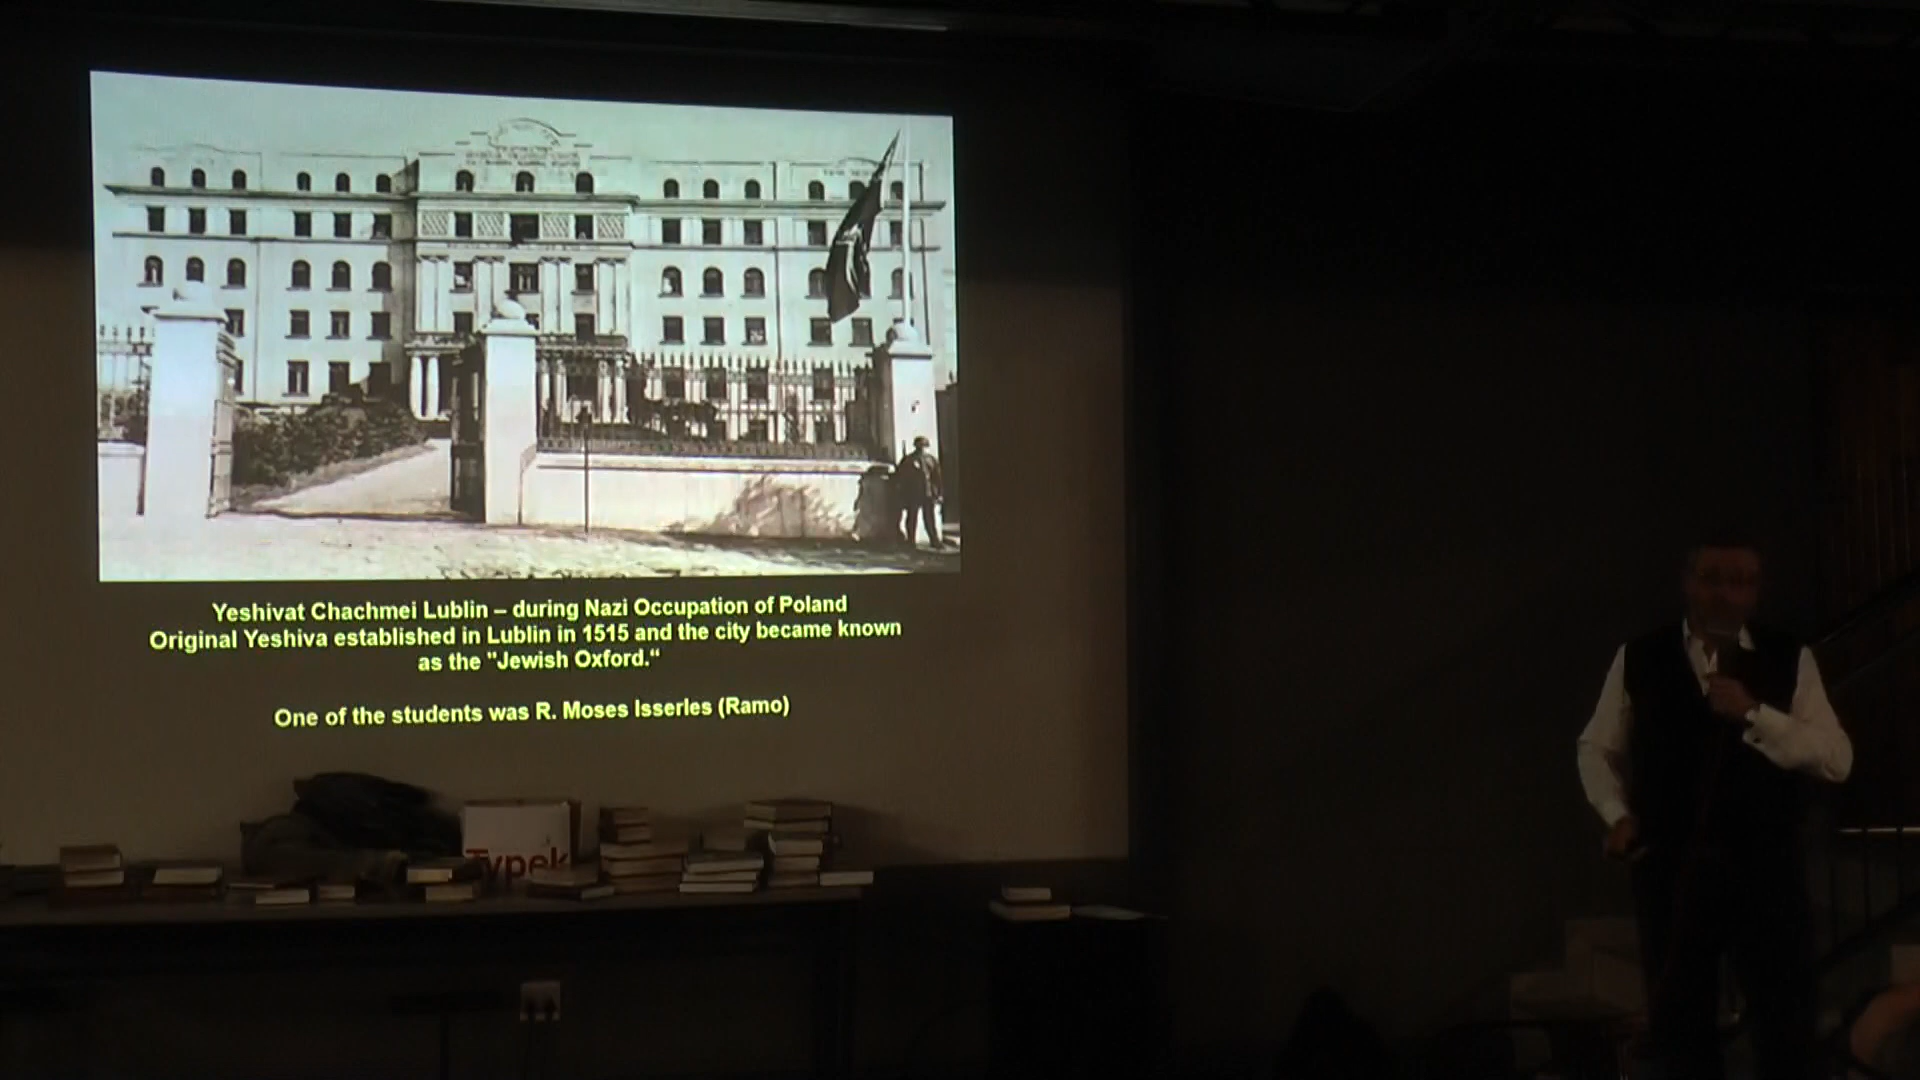 Yeshivat Chachmei Lublin – during Nazi Occupation of Poland
Original Yeshiva established in Lublin in 1515 and the city became known
as the "Jewish Oxford.“
One of the students was R. Moses Isserles (Ramo)
Typek